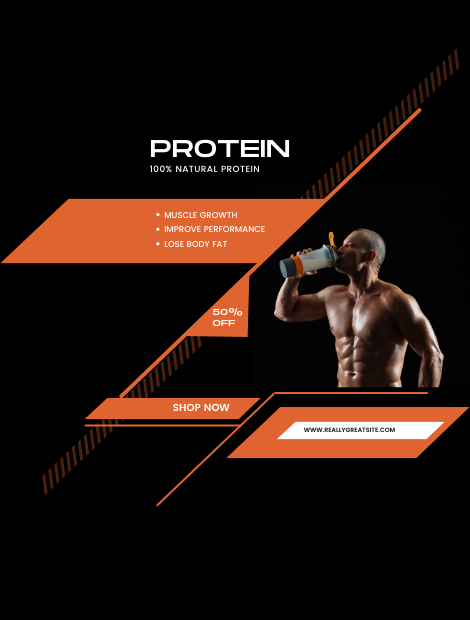 PROTEIN
100% NATURAL PROTEIN
• MUSCLE GROWTH
• IMPROVE PERFORMANCE
• LOSE BODY FAT
50%
OFF
SHOP NOW
WWW.REALLYGREATSITE.COM